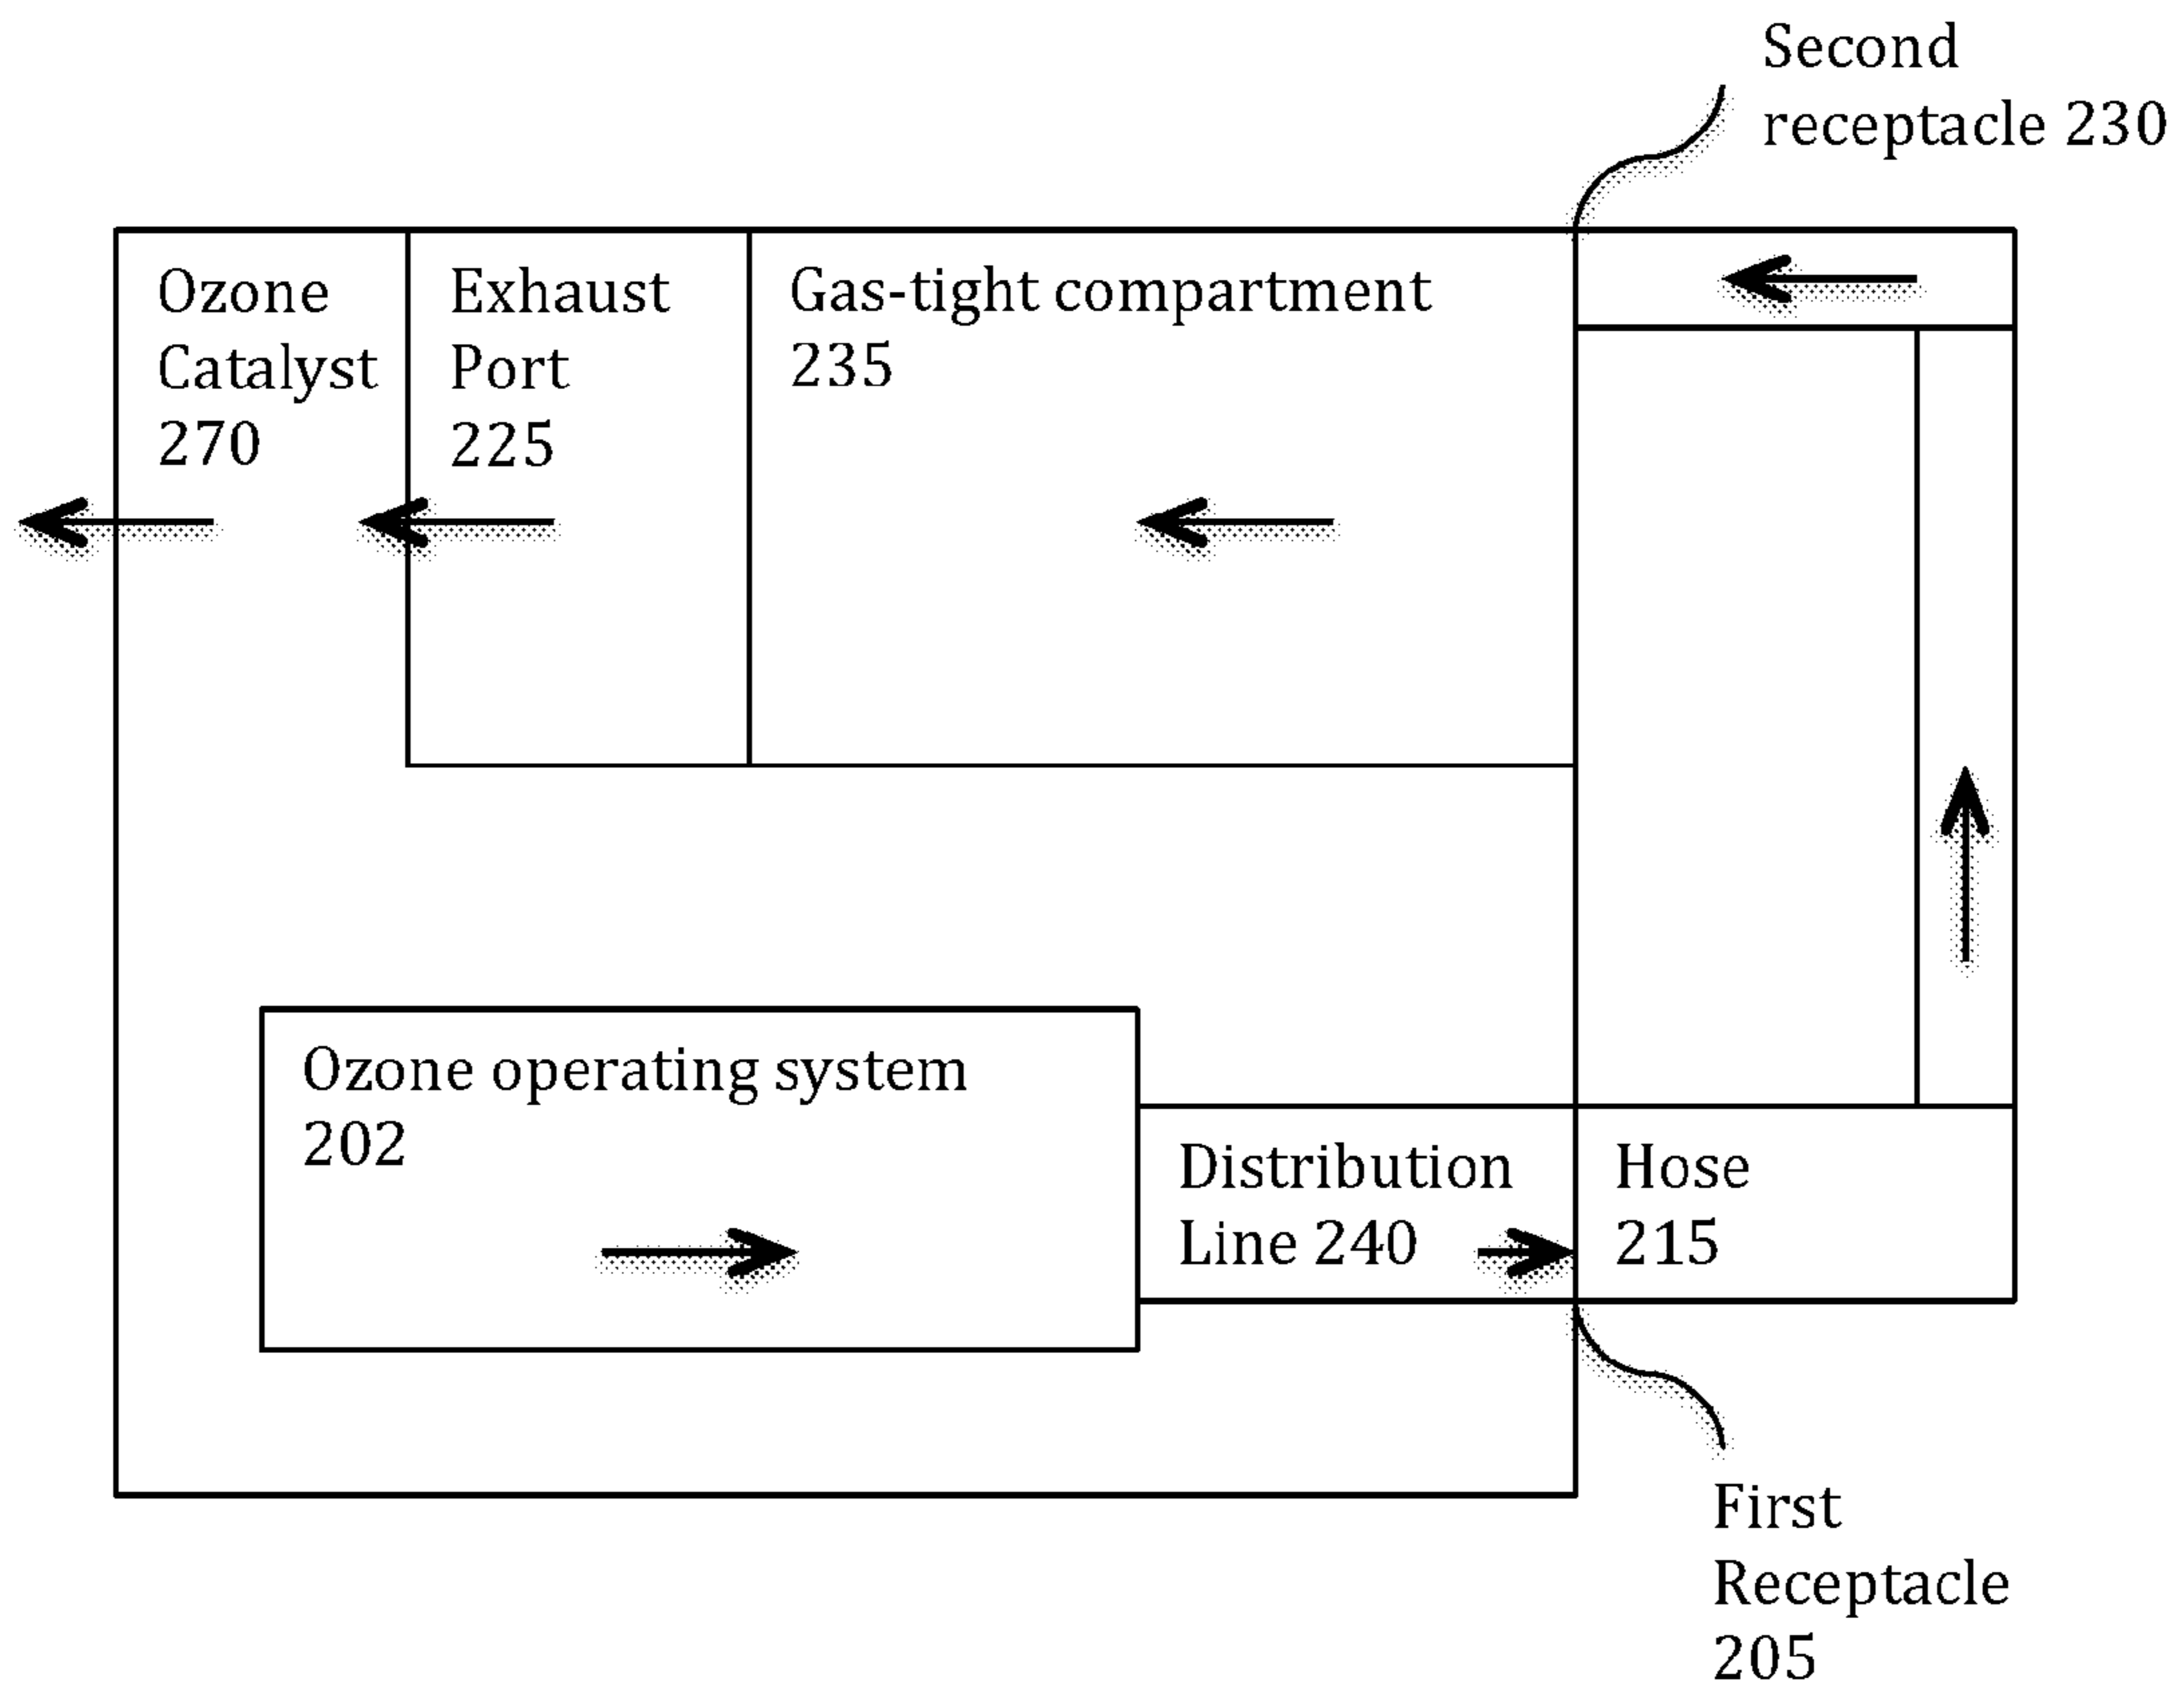 Second
receptacle 230
Ozone
Catalyst
270
Exhaust
Port
225
Gas-tight compartment
235
Ozone operating system
202
Distribution
Line 240
Hose
215
First
Receptacle
205